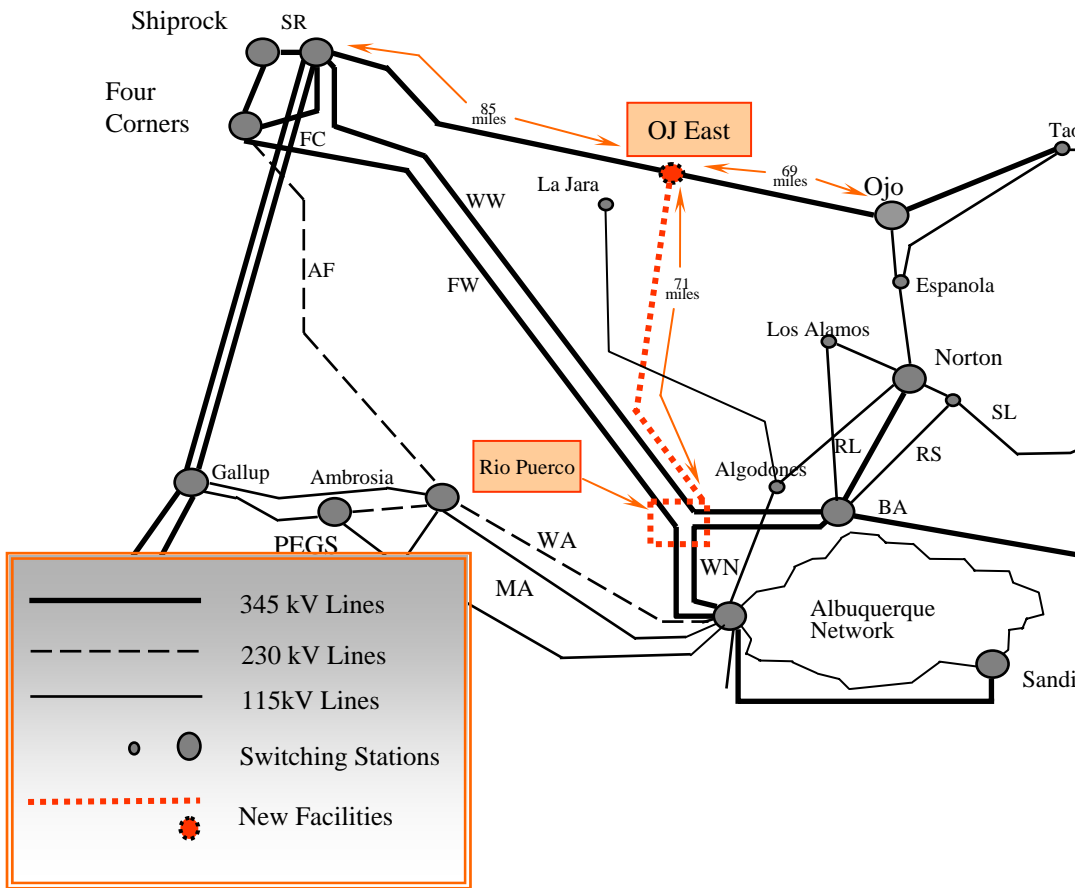 Shiprock
SR
Four
Corners
FC
85
miles
OJ East
Tao
La Jara
69
miles
Ojo
WW
AF
FW
71
miles
Espanola
Los Alamos
Norton
SL
RL
RS
Rio Puerco
Algodones
Gallup
Ambrosia
BA
PEGS
WA
WN
MA
Albuquerque
Network
Sandi
345 kV Lines
230 kV Lines
115kV Lines
Switching Stations
New Facilities